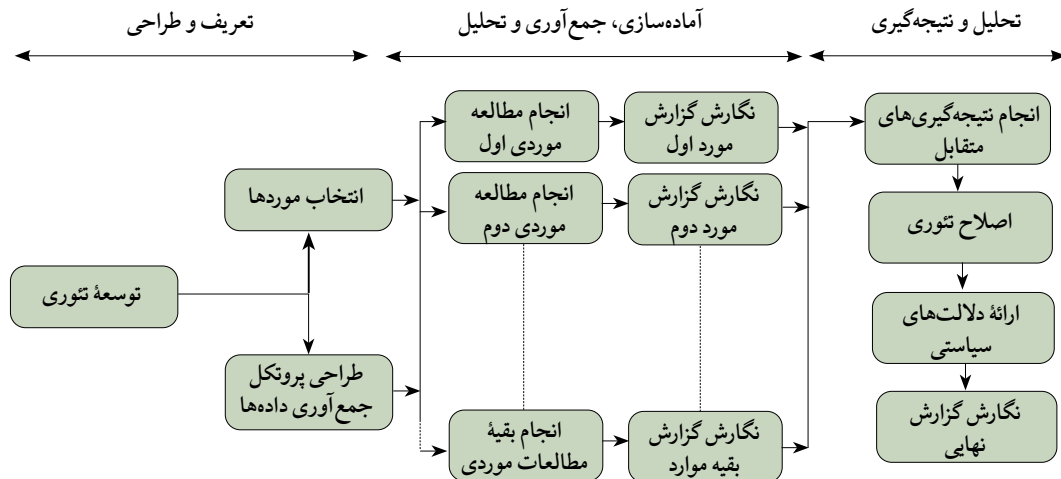 تعریف و طراحی
آماده‌سازی، جمع‌آوری و تحلیل
تحلیل و نتیجه‌گیری
توسعهٔ تئوری
انتخاب موردها
طراحی پروتکل
جمع‌آوری داده‌ها
انجام مطالعه
موردی اول
نگارش گزارش
مورد اول
انجام مطالعه
موردی دوم
نگارش گزارش
مورد دوم
انجام بقیهٔ
مطالعات موردی
نگارش گزارش
بقیه موارد
انجام نتیجه‌گیری‌های
متقابل
اصلاح تئوری
ارائهٔ دلالت‌های
سیاستی
نگارش گزارش
نهایی